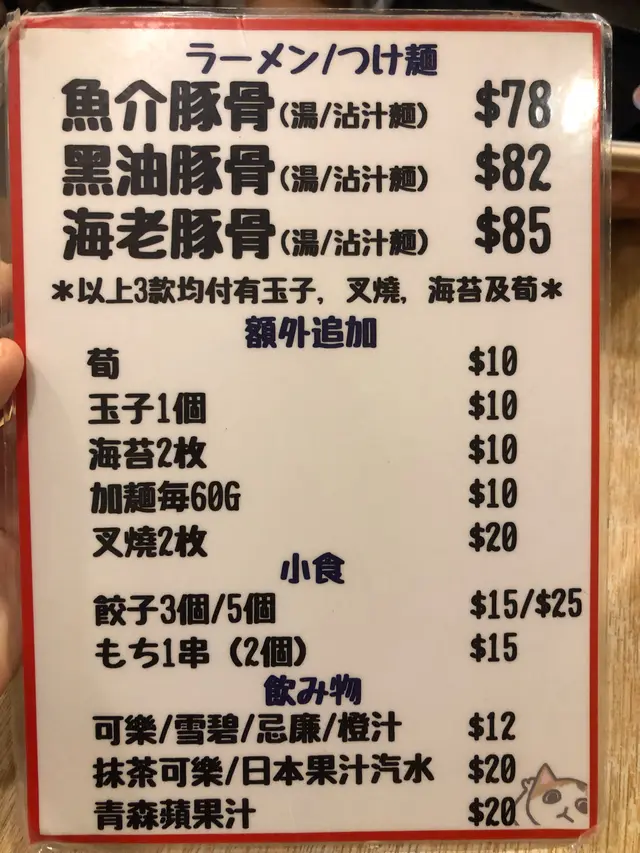 ラーメン/つけ麺
魚介豚骨(湯/沾汁麵) $78
黑油豚骨(湯/沾汁麵) $82
海老豚骨(湯/沾汁麵) $85
＊以上3款均付有玉子, 叉燒, 海苔及荀＊
額外追加
荀 $10
玉子1個 $10
海苔2枚 $10
加麵每60G $10
叉燒2枚 $20
小食
餃子3個/5個 $15/$25
もち1串（2個） $15
飲み物
可樂/雪碧/忌廉/橙汁 $12
抹茶可樂/日本果汁汽水 $20
青森蘋果汁 $20